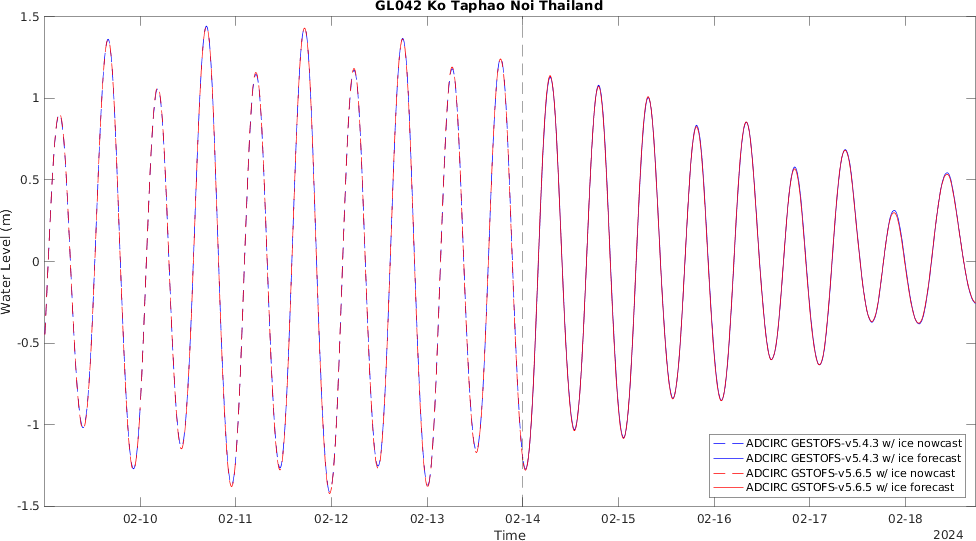 GL042 Ko Taphao Noi Thailand
Water Level (m)
1.5
1
0.5
0
-0.5
-1
-1.5
ADCIRC GESTOFS-v5.4.3 w/ ice nowcast
ADCIRC GESTOFS-v5.4.3 w/ ice forecast
ADCIRC GSTOFS-v5.6.5 w/ ice nowcast
ADCIRC GSTOFS-v5.6.5 w/ ice forecast
02-10 02-11 02-12 02-13 02-14 02-15 02-16 02-17 02-18
Time
2024